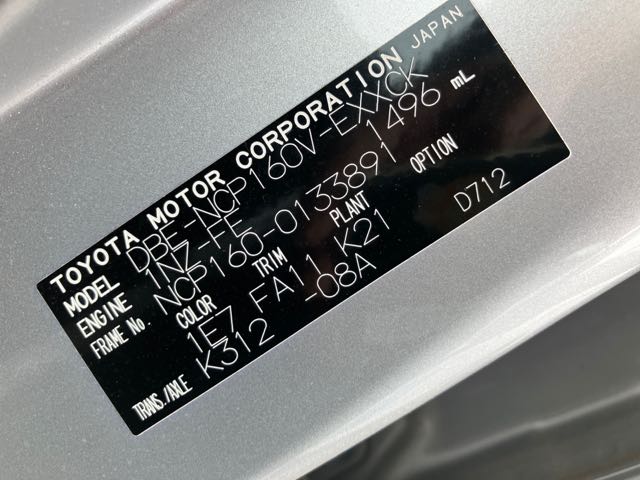 TOYOTA MOTOR CORPORATION JAPAN
MODEL DBE-NCP160V-EXXCK
ENGINE 1NZ-FE 1496 mL
FRAME No. NCP160-0133891
COLOR TRIM PLANT OPTION
1E7 FA11 K21 D712
TRANS./AXLE K312 -08A